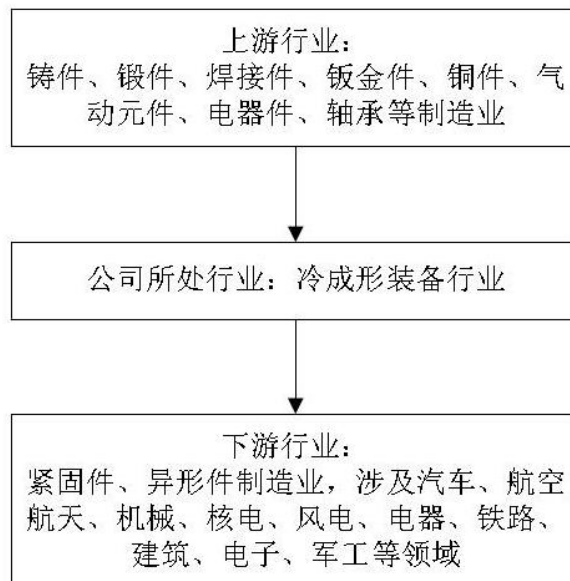 上游行业：
铸件、锻件、焊接件、钣金件、铜件、气
动元件、电器件、轴承等制造业
公司所处行业：冷成形装备行业
下游行业：
紧固件、异形件制造业，涉及汽车、航空
航天、机械、核电、风电、电器、铁路、
建筑、电子、军工等领域